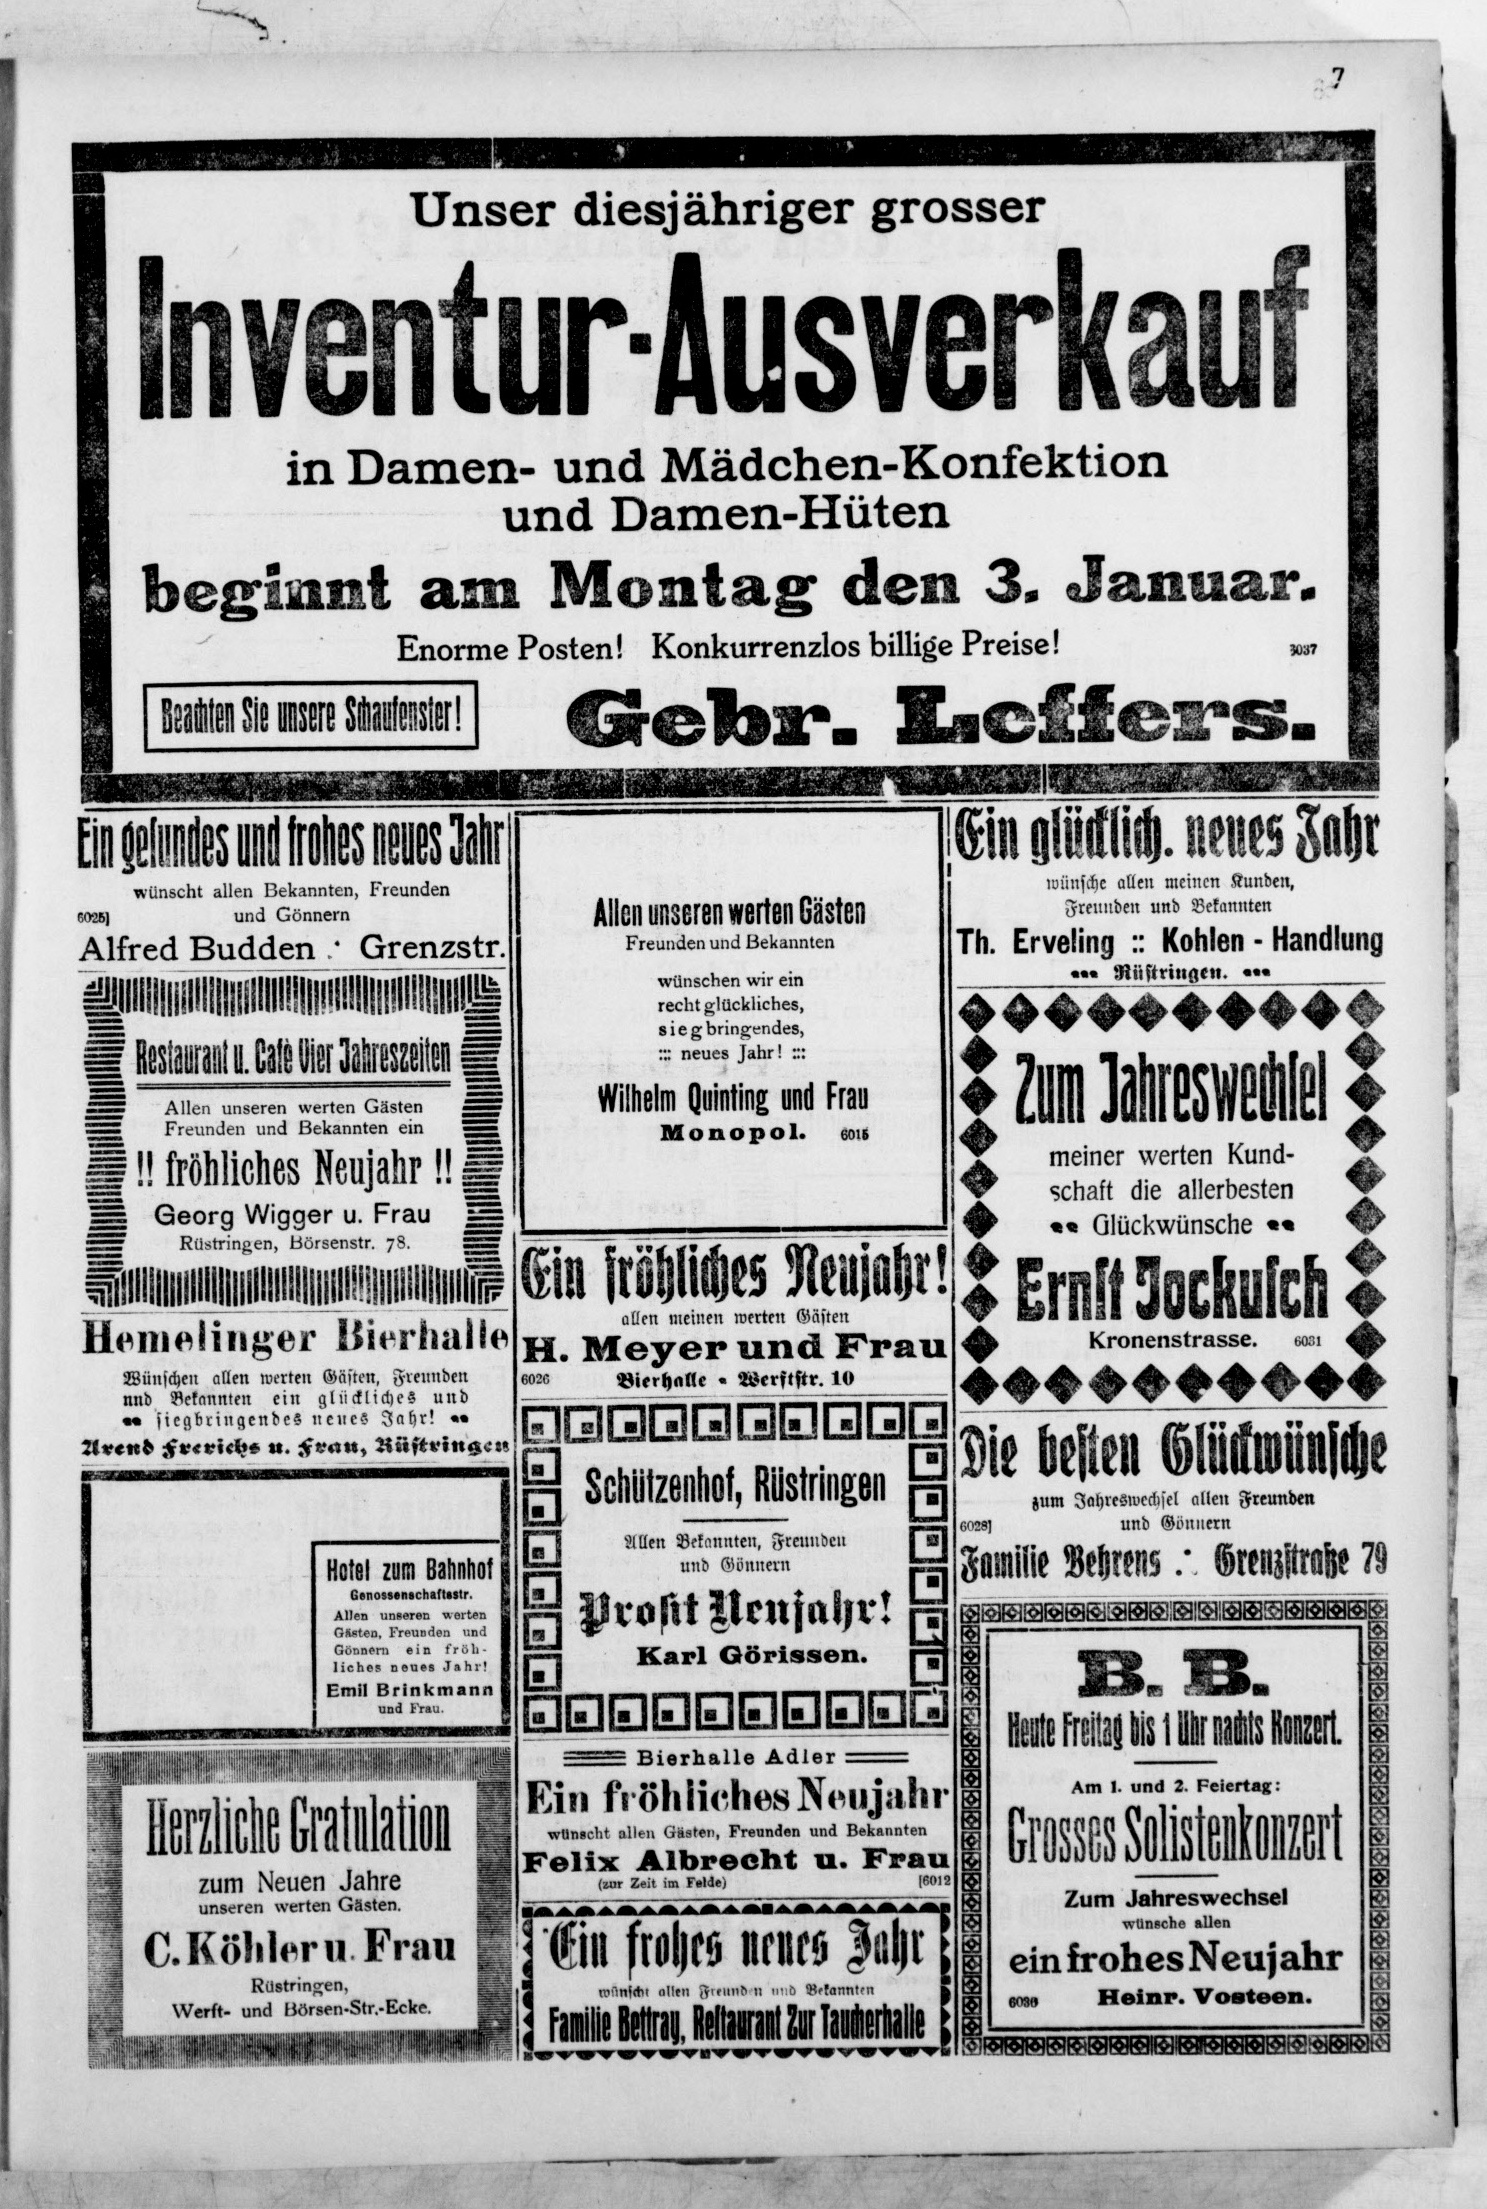 7
Unser diesjähriger grosser
Inventur-Ausverkauf
in Damen- und Mädchen-Konfektion
und Damen-Hüten
beginnt am Montag den 3. Januar.
Enorme Posten! Konkurrenzlos billige Preise!
3037
Beachten Sie unsere Schaufenster!
Gebr. Leffers.
Ein gesundes und frohes neues Jahr
wünscht allen Bekannten, Freunden
6025] und Gönnern
Alfred Budden .· Grenzstr.
Restaurant u. Cafè Vier Jahreszeiten
Allen unseren werten Gästen
Freunden und Bekannten ein
!! fröhliches Neujahr !!
Georg Wigger u. Frau
Rüstringen, Börsenstr. 78.
Hemelinger Bierhalle
Wünschen allen werten Gästen, Freunden
nnd Bekannten ein glückliches und
siegbringendes neues Jahr!
Arend Frerichs u. Frau, Rüstringen
Hotel zum Bahnhof
Genossenschaftsstr.
Allen unseren werten
Gästen, Freunden und
Gönnern ein fröh-
liches neues Jahr!
Emil Brinkmann
und Frau.
Herzliche Gratulation
zum Neuen Jahre
unseren werten Gästen.
C. Köhler u. Frau
Rüstringen,
Werft- und Börsen-Str.-Ecke.
Allen unseren werten Gästen
Freunden und Bekannten
wünschen wir ein
recht glückliches,
siegbringendes,
::: neues Jahr! :::
Wilhelm Quinting und Frau
Monopol. 6015
Ein fröhliches Neujahr!
allen meinen werten Gästen
H. Meyer und Frau
6026 Bierhalle · Werftstr. 10
Schützenhof, Rüstringen
Allen Bekannten, Freunden
und Gönnern
Prosit Neujahr!
Karl Görissen.
Bierhalle Adler
Ein fröhliches Neujahr
wünscht allen Gästen, Freunden und Bekannten
Felix Albrecht u. Frau
(zur Zeit im Felde) [6012
Ein frohes neues Jahr
wünscht allen Freunden und Bekannten
Familie Bettray, Restaurant Zur Taucherhalle
Ein glücklich. neues Jahr
wünsche allen meinen Kunden,
Freunden und Bekannten
Th. Erveling :: Kohlen - Handlung
Rüstringen.
Zum Jahreswechsel
meiner werten Kund-
schaft die allerbesten
Glückwünsche
Ernst Jockusch
Kronenstrasse. 6031
Die besten Glückwünsche
zum Jahreswechsel allen Freunden
6028] und Gönnern
Familie Behrens .·. Grenzstraße 79
B. B.
Heute Freitag bis 1 Uhr nachts Konzert.
Am 1. und 2. Feiertag:
Grosses Solistenkonzert
Zum Jahreswechsel
wünsche allen
ein frohes Neujahr
6030 Heinr. Vosteen.